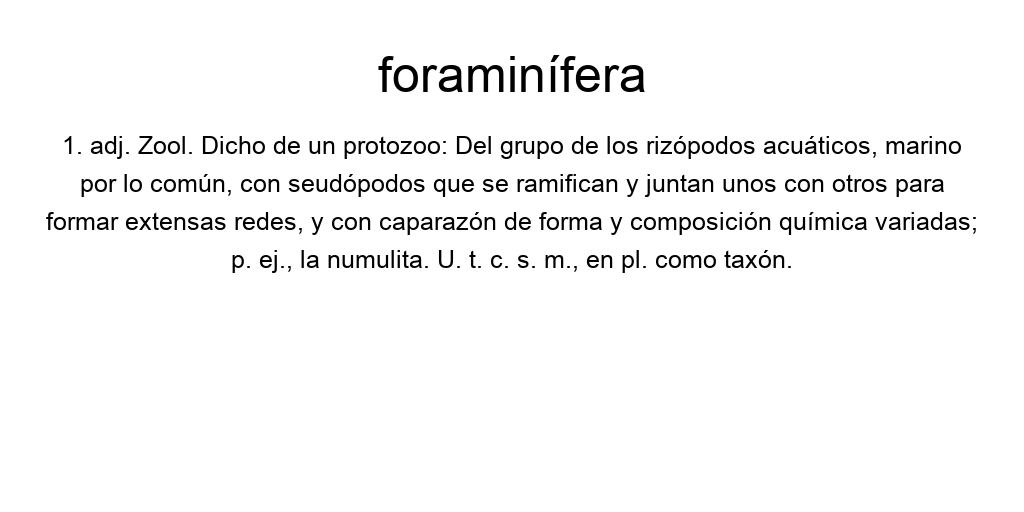 foraminífera
1. adj. Zool. Dicho de un protozoo: Del grupo de los rizópodos acuáticos, marino
por lo común, con seudópodos que se ramifican y juntan unos con otros para
formar extensas redes, y con caparazón de forma y composición química variadas;
p. ej., la numulita. U. t. c. s. m., en pl. como taxón.